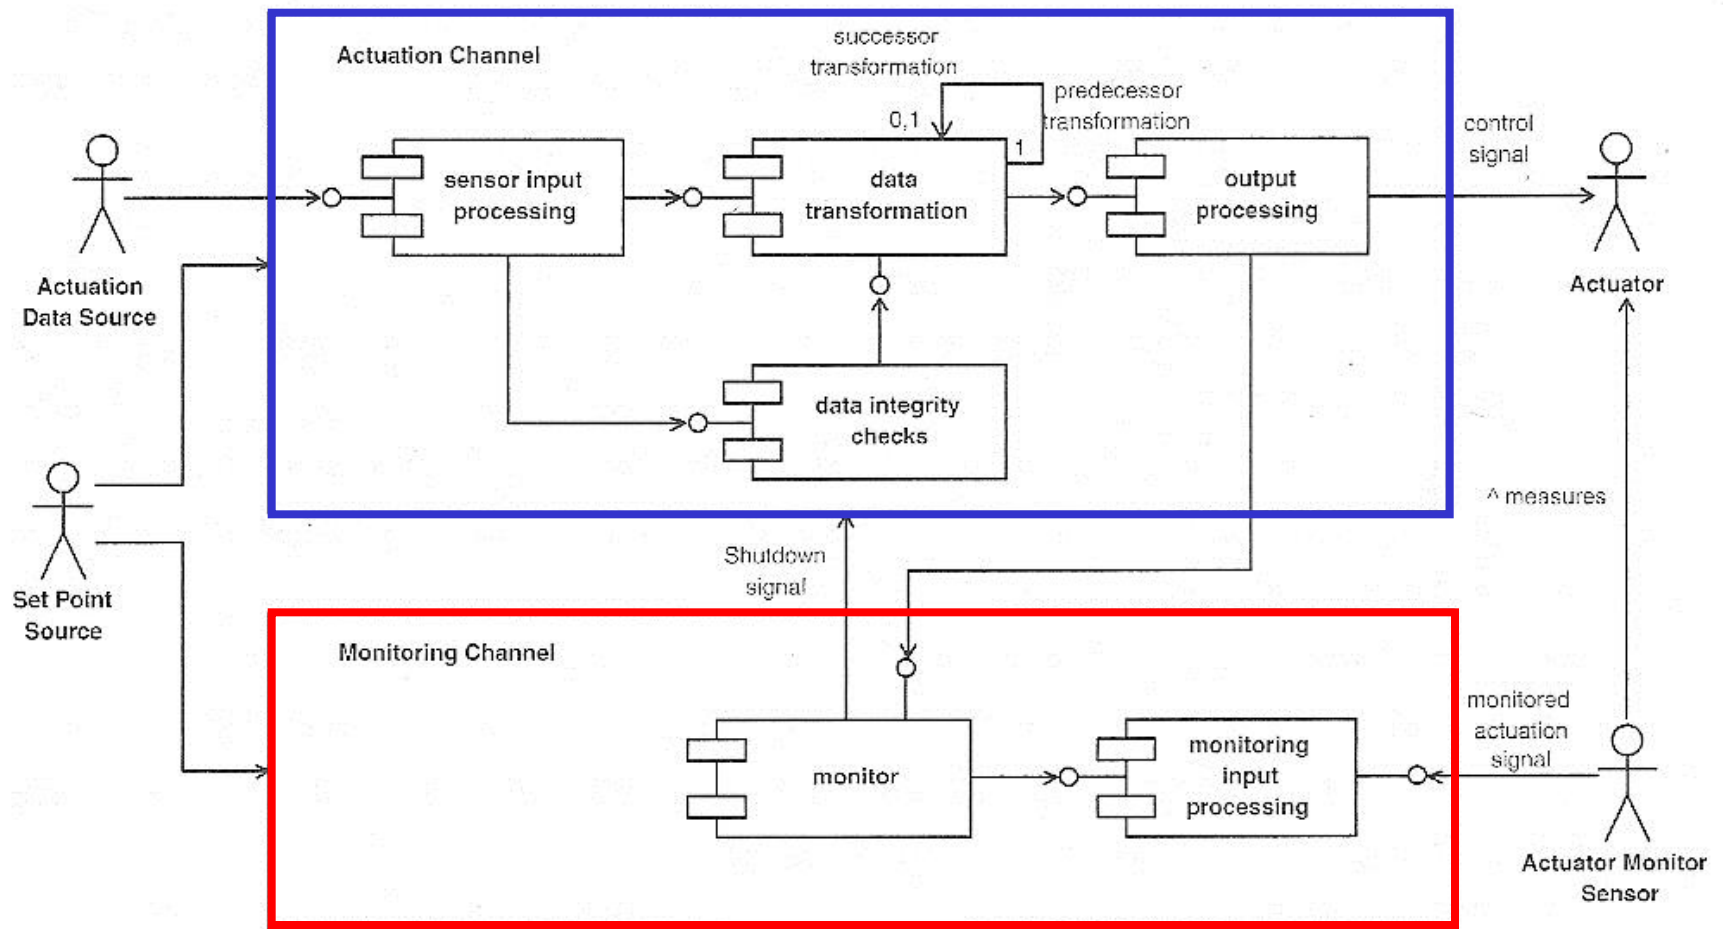 Actuation Channel
successor
transformation
predecessor
transformation
0,1
1
control
signal
sensor input
processing
data
transformation
output
processing
Actuation
Data Source
Actuator
data integrity
checks
^ measures
Shutdown
signal
Set Point
Source
Monitoring Channel
monitored
actuation
signal
monitor
monitoring
input
processing
Actuator Monitor
Sensor